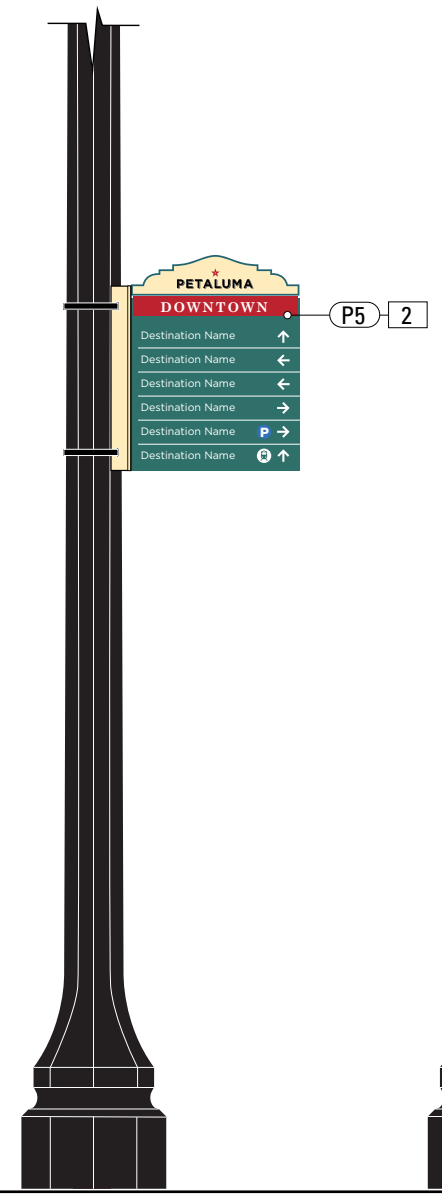 PETALUMA
DOWNTOWN
P5 2
Destination Name ↑
Destination Name ←
Destination Name ←
Destination Name →
Destination Name P →
Destination Name ↑